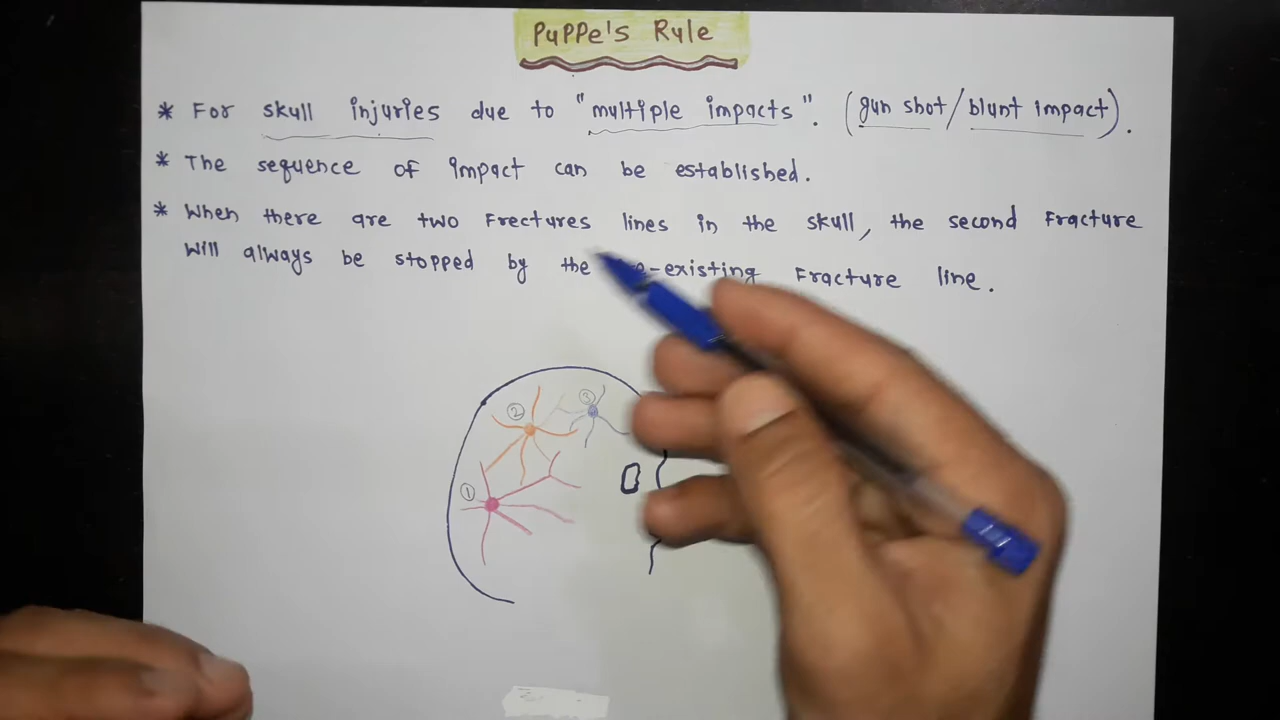 Puppe's Rule
* For skull injuries due to "multiple impacts". (gun shot/blunt impact).
* The sequence of impact can be established.
* When there are two Frectures lines in the skull, the second Fracture
will always be stopped by the -existing Fracture line.
②
③
①